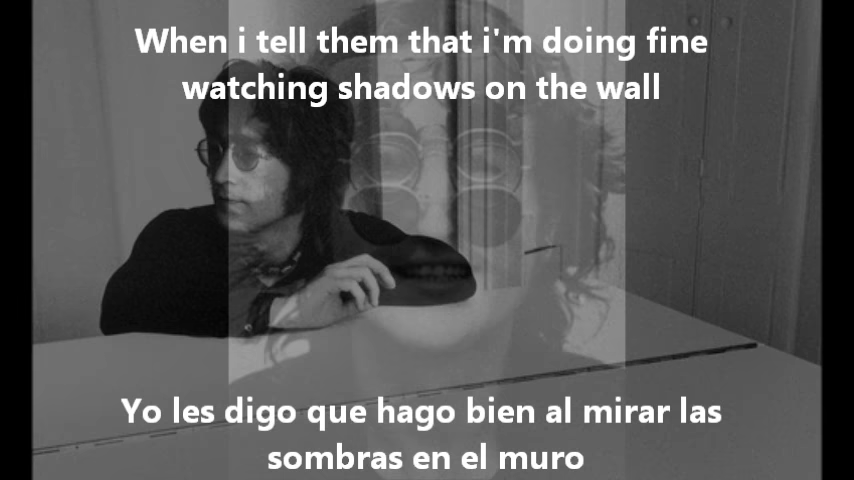 When i tell them that i'm doing fine
watching shadows on the wall
Yo les digo que hago bien al mirar las
sombras en el muro